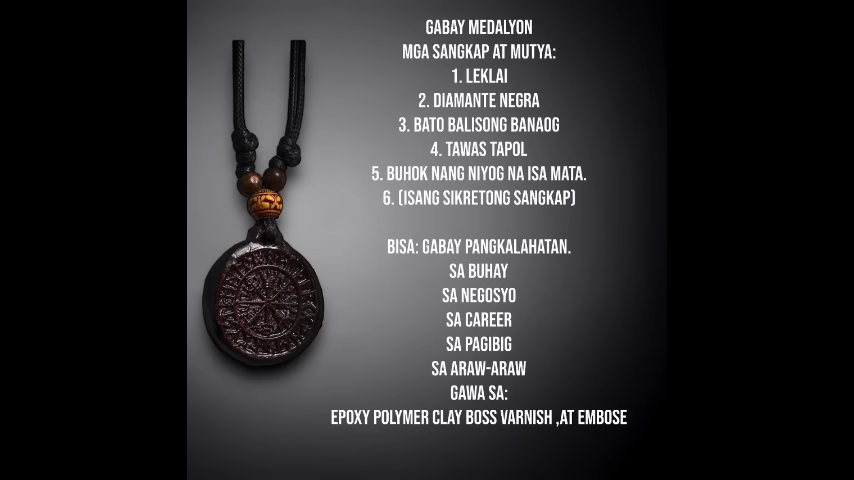 GABAY MEDALYON
MGA SANGKAP AT MUTYA:
1. LEKLAI
2. DIAMANTE NEGRA
3. BATO BALISONG BANAOG
4. TAWAS TAPOL
5. BUHOK NANG NIYOG NA ISA MATA.
6. (ISANG SIKRETONG SANGKAP)
BISA: GABAY PANGKALAHATAN.
SA BUHAY
SA NEGOSYO
SA CAREER
SA PAGIBIG
SA ARAW-ARAW
GAWA SA:
EPOXY POLYMER CLAY BOSS VARNISH ,AT EMBOSE